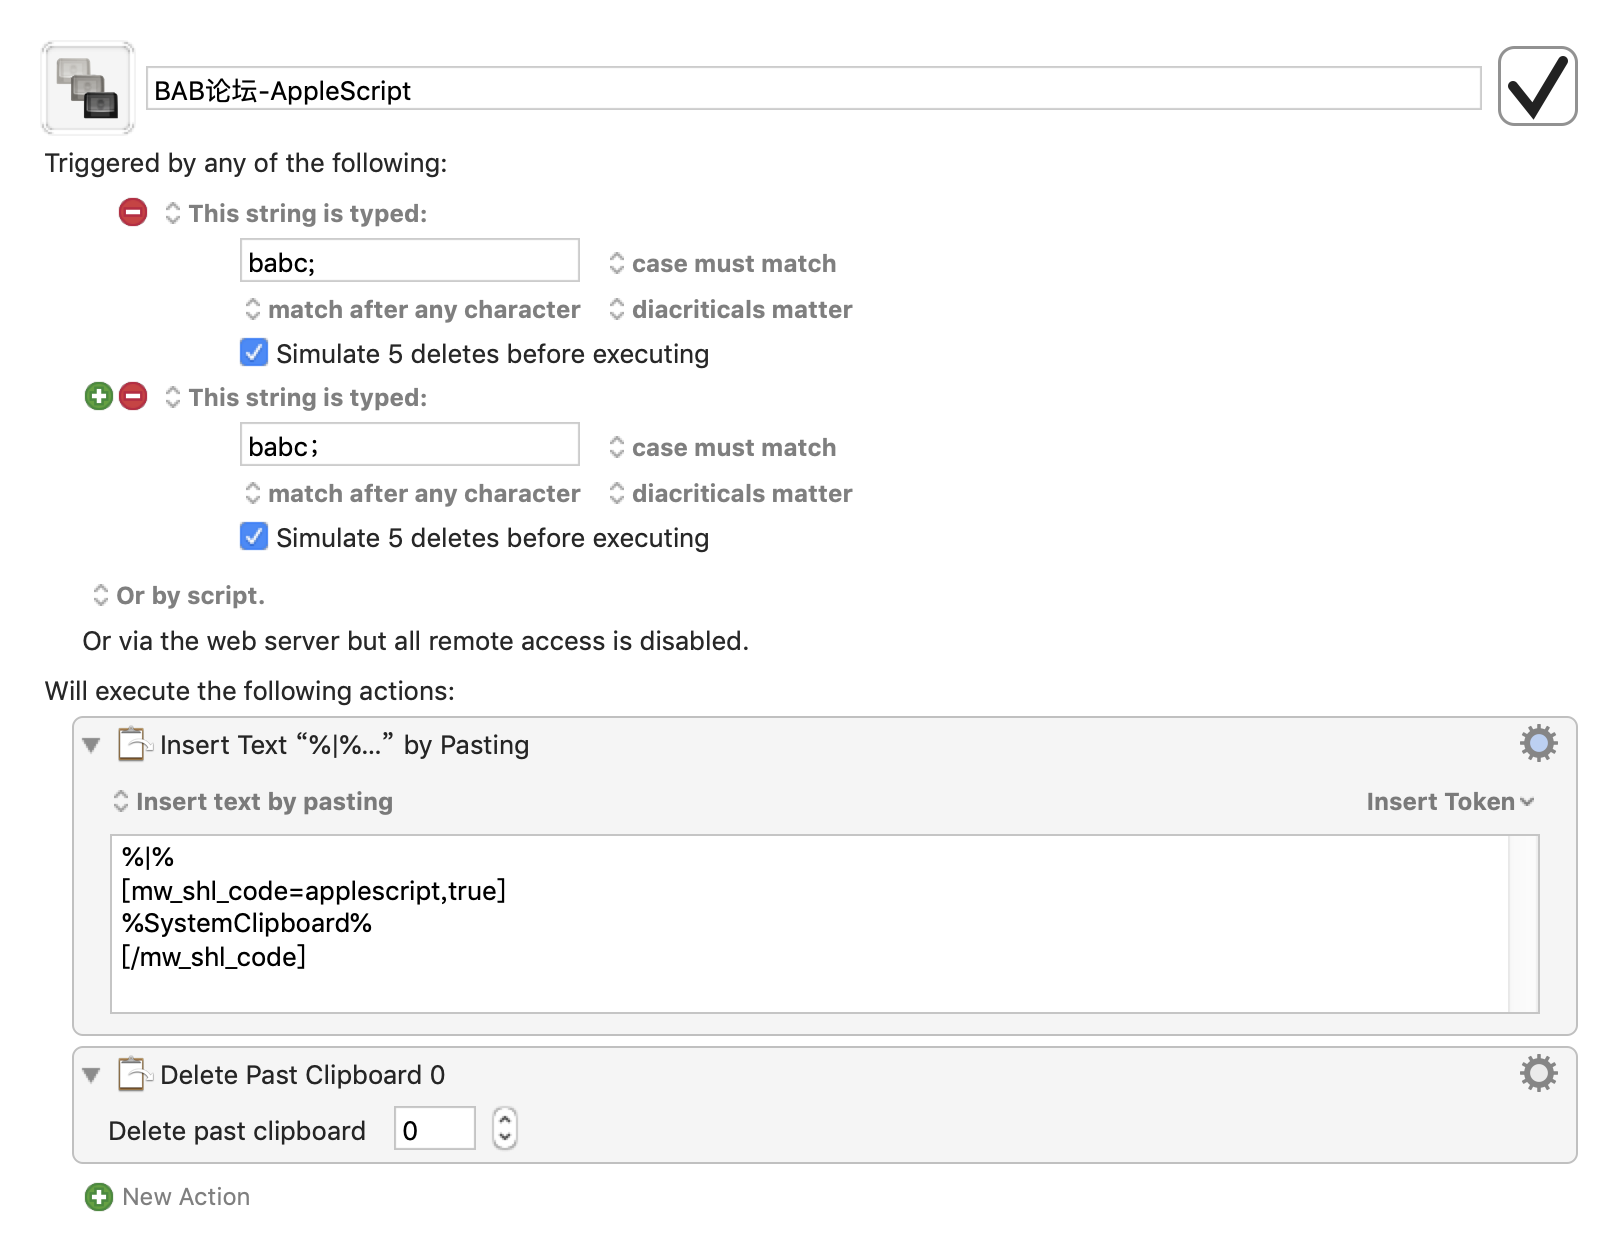 BAB论坛-AppleScript
Triggered by any of the following:
This string is typed:
babc;
case must match
match after any character
diacriticals matter
Simulate 5 deletes before executing
This string is typed:
babc；
case must match
match after any character
diacriticals matter
Simulate 5 deletes before executing
Or by script.
Or via the web server but all remote access is disabled.
Will execute the following actions:
Insert Text “%|%...” by Pasting
Insert text by pasting
Insert Token
%|%
[mw_shl_code=applescript,true]
%SystemClipboard%
[/mw_shl_code]
Delete Past Clipboard 0
Delete past clipboard
0
New Action